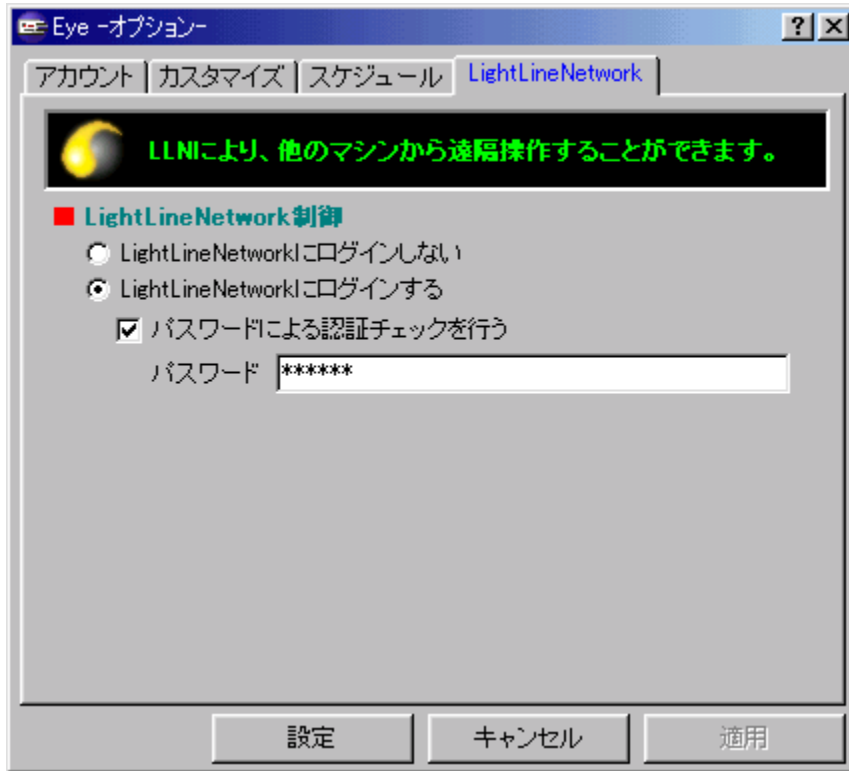 Eye -オプション-
アカウント カスタマイズ スケジュール LightLineNetwork
LLNにより、他のマシンから遠隔操作することができます。
LightLineNetwork制御
LightLineNetworkにログインしない
LightLineNetworkにログインする
パスワードによる認証チェックを行う
パスワード ******
設定 キャンセル 適用